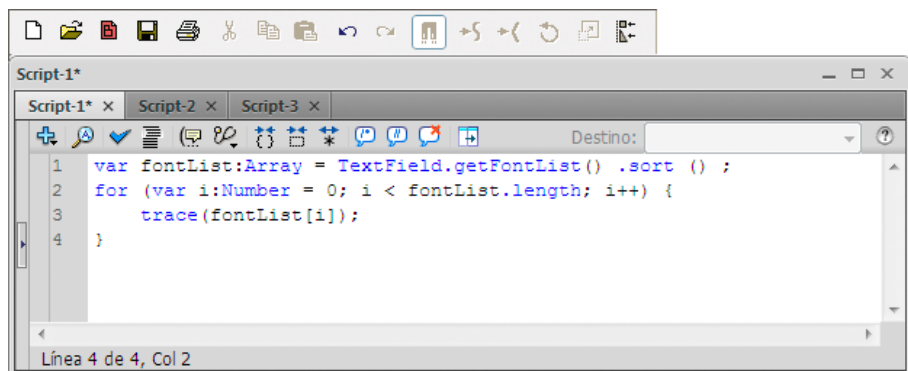 Script-1*
Script-1* × Script-2 × Script-3 ×
Destino:
1 var fontList:Array = TextField.getFontList() .sort () ;
2 for (var i:Number = 0; i < fontList.length; i++) {
3 trace(fontList[i]);
4 }
Línea 4 de 4, Col 2